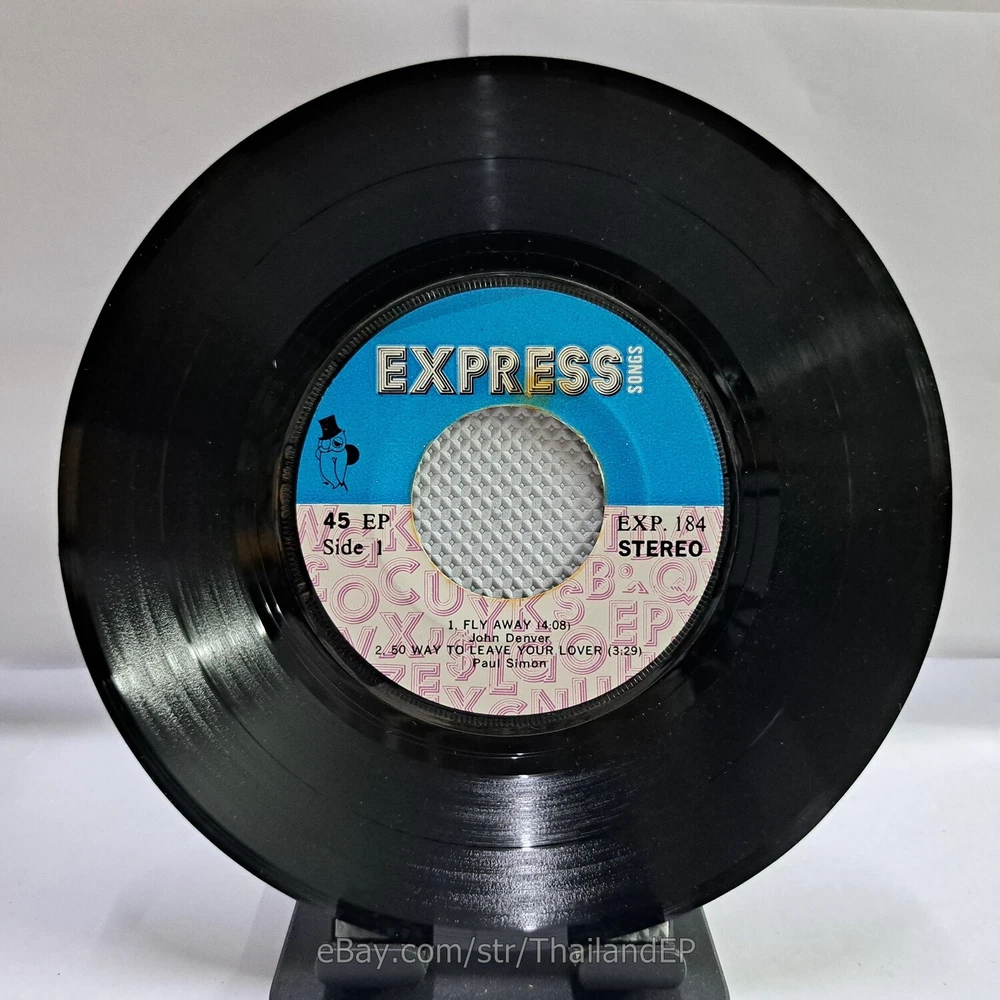 EXPRESS SONGS
45 EP
Side 1
EXP. 184
STEREO
1. FLY AWAY (4:08)
John Denver
2. 50 WAY TO LEAVE YOUR LOVER (3:29)
Paul Simon
eBay.com/str/ThailandEP